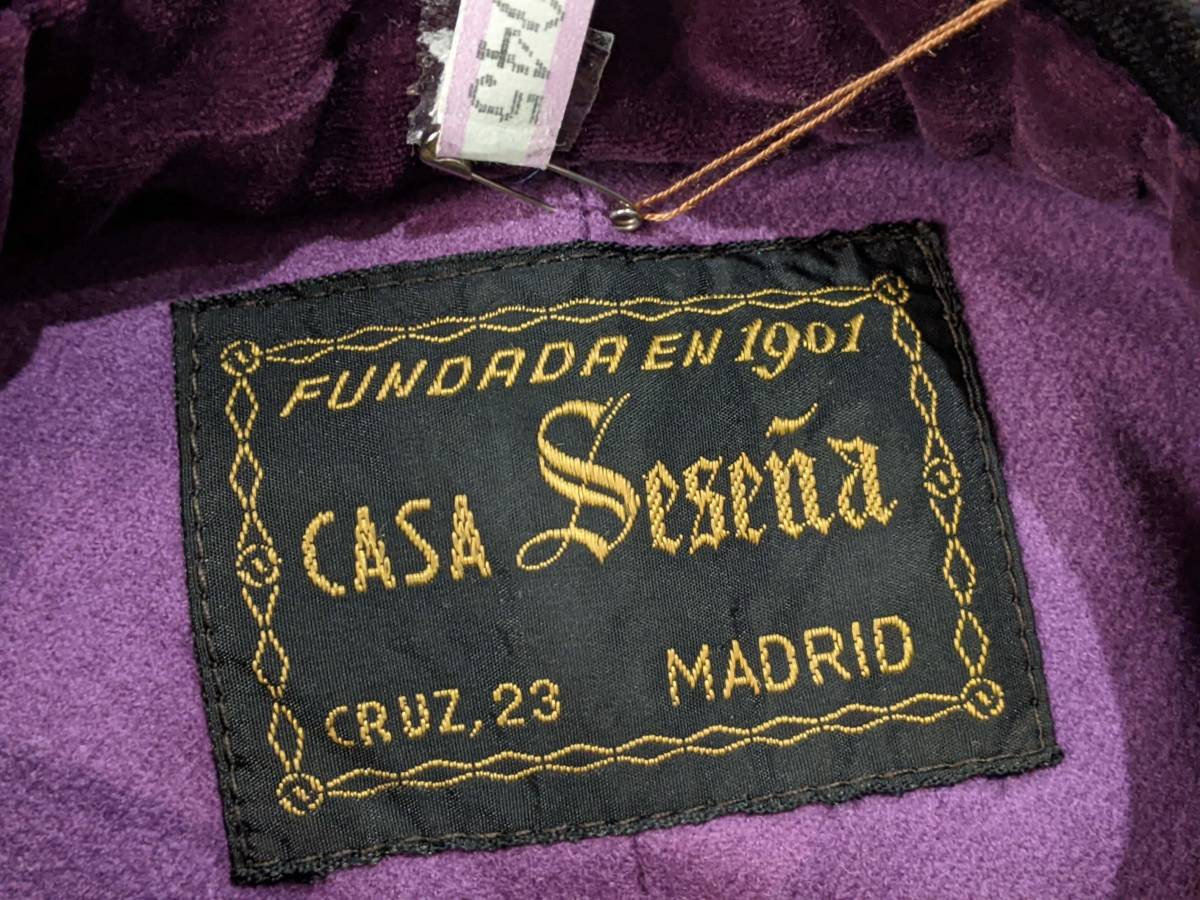 FUNDADA EN 1901
CASA Seseña
CRUZ, 23 MADRID